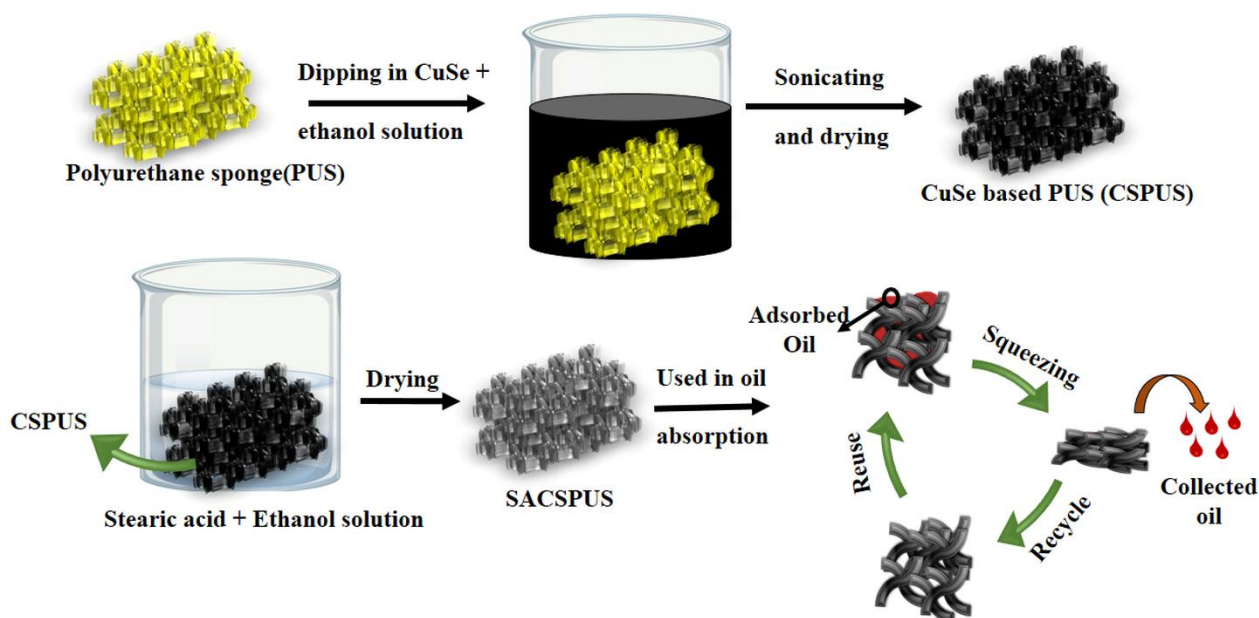 Dipping in CuSe +
ethanol solution
Sonicating
and drying
Polyurethane sponge(PUS)
CuSe based PUS (CSPUS)
Adsorbed
Oil
Squeezing
Drying
Used in oil
absorption
CSPUS
Reuse
Recycle
Collected
oil
SACSPUS
Stearic acid + Ethanol solution